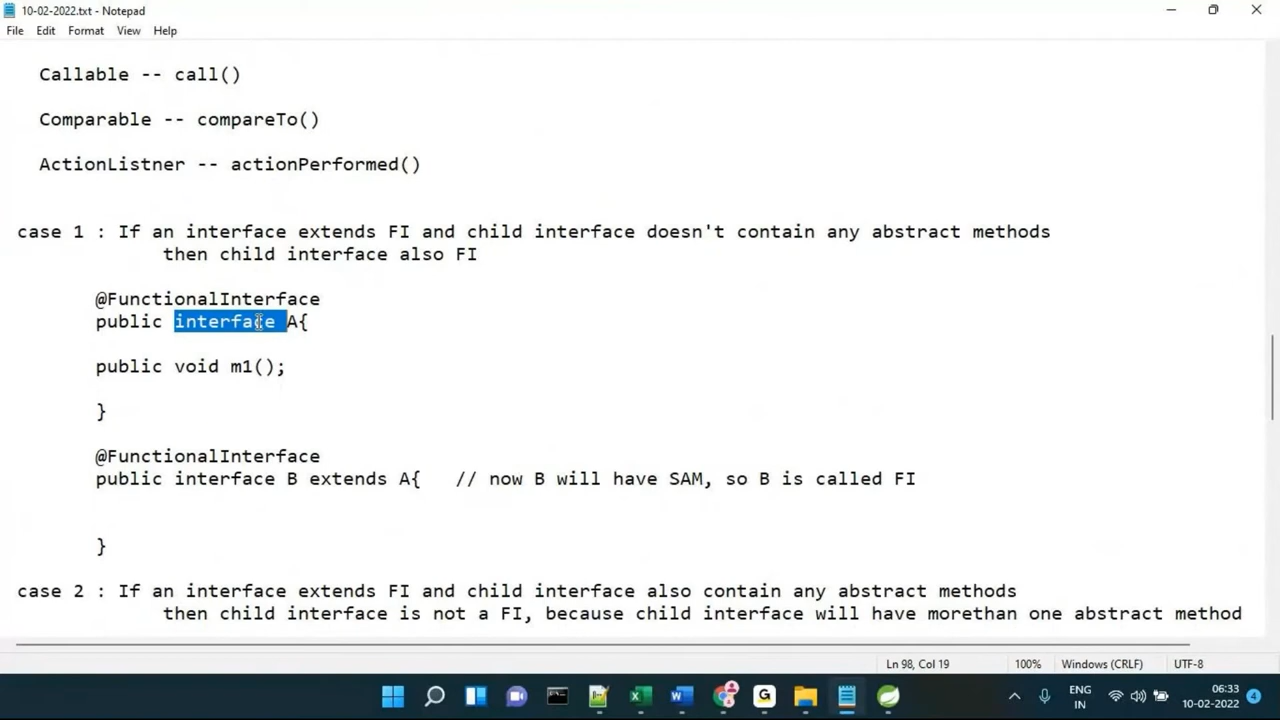 10-02-2022.txt - Notepad
File Edit Format View Help
Callable -- call()
Comparable -- compareTo()
ActionListner -- actionPerformed()
case 1 : If an interface extends FI and child interface doesn't contain any abstract methods
then child interface also FI
@FunctionalInterface
public interface A{
public void m1();
}
@FunctionalInterface
public interface B extends A{ // now B will have SAM, so B is called FI
}
case 2 : If an interface extends FI and child interface also contain any abstract methods
then child interface is not a FI, because child interface will have morethan one abstract method
Ln 98, Col 19 100% Windows (CRLF) UTF-8
W G ENG 06:33
IN 10-02-2022 4